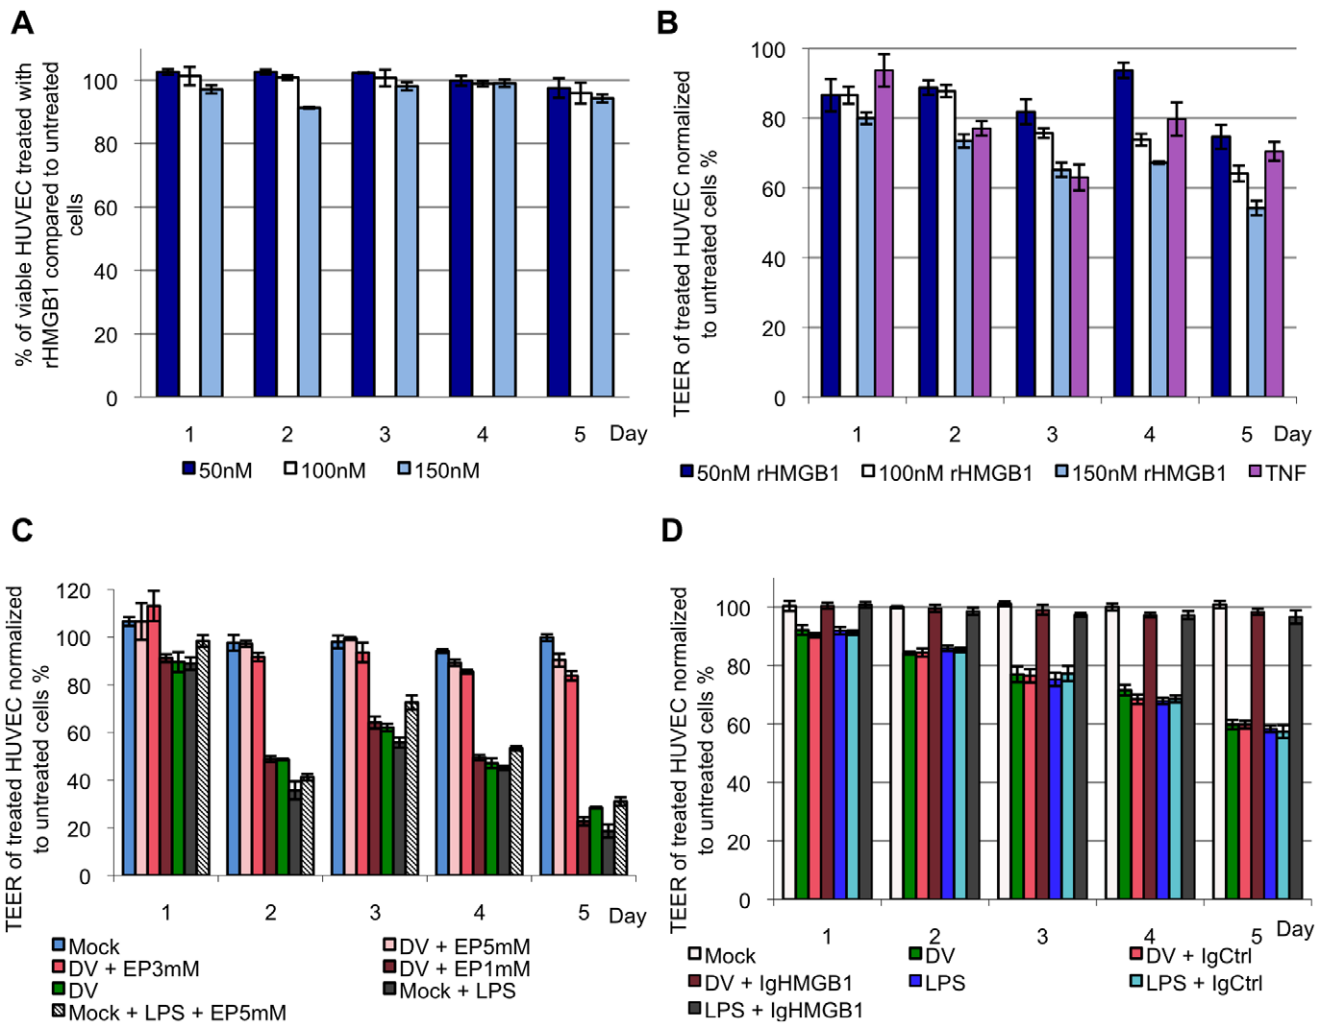 A
% of viable HUVEC treated with
rHMGB1 compared to untreated
cells
100
80
60
40
20
0
1 2 3 4 5 Day
50nM 100nM 150nM
B
TEER of treated HUVEC normalized
to untreated cells %
100
80
60
40
20
0
1 2 3 4 5 Day
50nM rHMGB1 100nM rHMGB1 150nM rHMGB1 TNF
C
TEER of treated HUVEC normalized
to untreated cells %
120
100
80
60
40
20
0
1 2 3 4 5 Day
Mock DV + EP5mM
DV + EP3mM DV + EP1mM
DV Mock + LPS
Mock + LPS + EP5mM
D
TEER of treated HUVEC normalized
to untreated cells %
100
80
60
40
20
0
1 2 3 4 5 Day
Mock DV DV + IgCtrl
DV + IgHMGB1 LPS LPS + IgCtrl
LPS + IgHMGB1